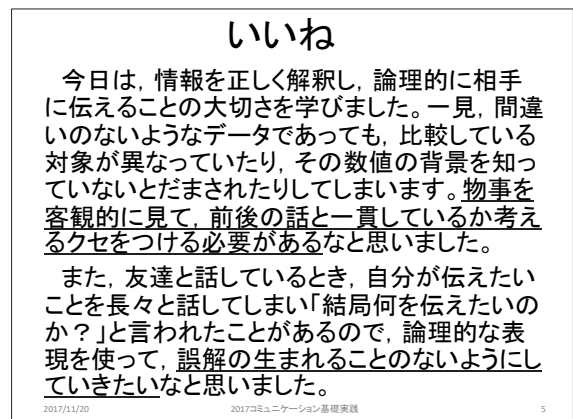 いいね
今日は，情報を正しく解釈し，論理的に相手
に伝えることの大切さを学びました。一見，間違
いのないようなデータであっても，比較している
対象が異なっていたり，その数値の背景を知っ
ていないとだまされたりしてしまいます。物事を
客観的に見て，前後の話と一貫しているか考え
るクセをつける必要があるなと思いました。
また，友達と話しているとき，自分が伝えたい
ことを長々と話してしまい「結局何を伝えたいの
か？」と言われたことがあるので，論理的な表
現を使って，誤解の生まれることのないようにし
ていきたいなと思いました。
2017/11/20 2017コミュニケーション基礎実践 5